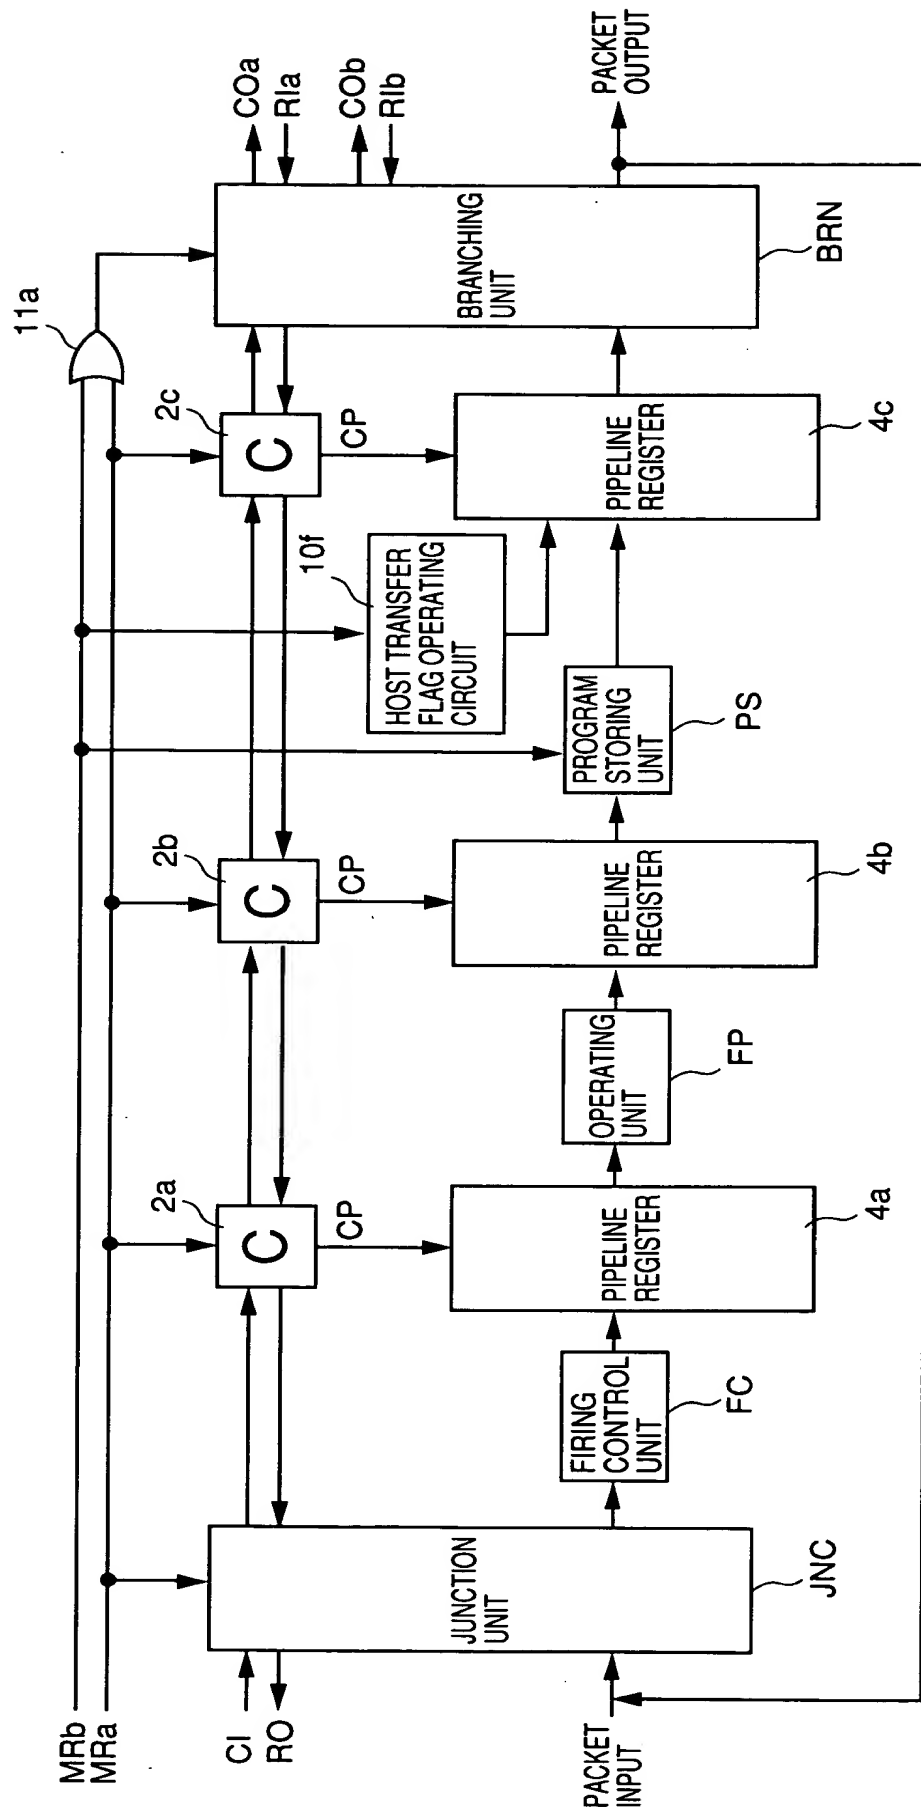 MRb
MRa
11a
CI
RO
2a
C
CP
2b
C
CP
2c
C
CP
COa
RIa
COb
RIb
10f
HOST TRANSFER
FLAG OPERATING
CIRCUIT
PACKET
INPUT
JUNCTION
UNIT
JNC
FIRING
CONTROL
UNIT
FC
PIPELINE
REGISTER
4a
OPERATING
UNIT
FP
PIPELINE
REGISTER
4b
PROGRAM
STORING
UNIT
PS
PIPELINE
REGISTER
4c
BRANCHING
UNIT
BRN
PACKET
OUTPUT